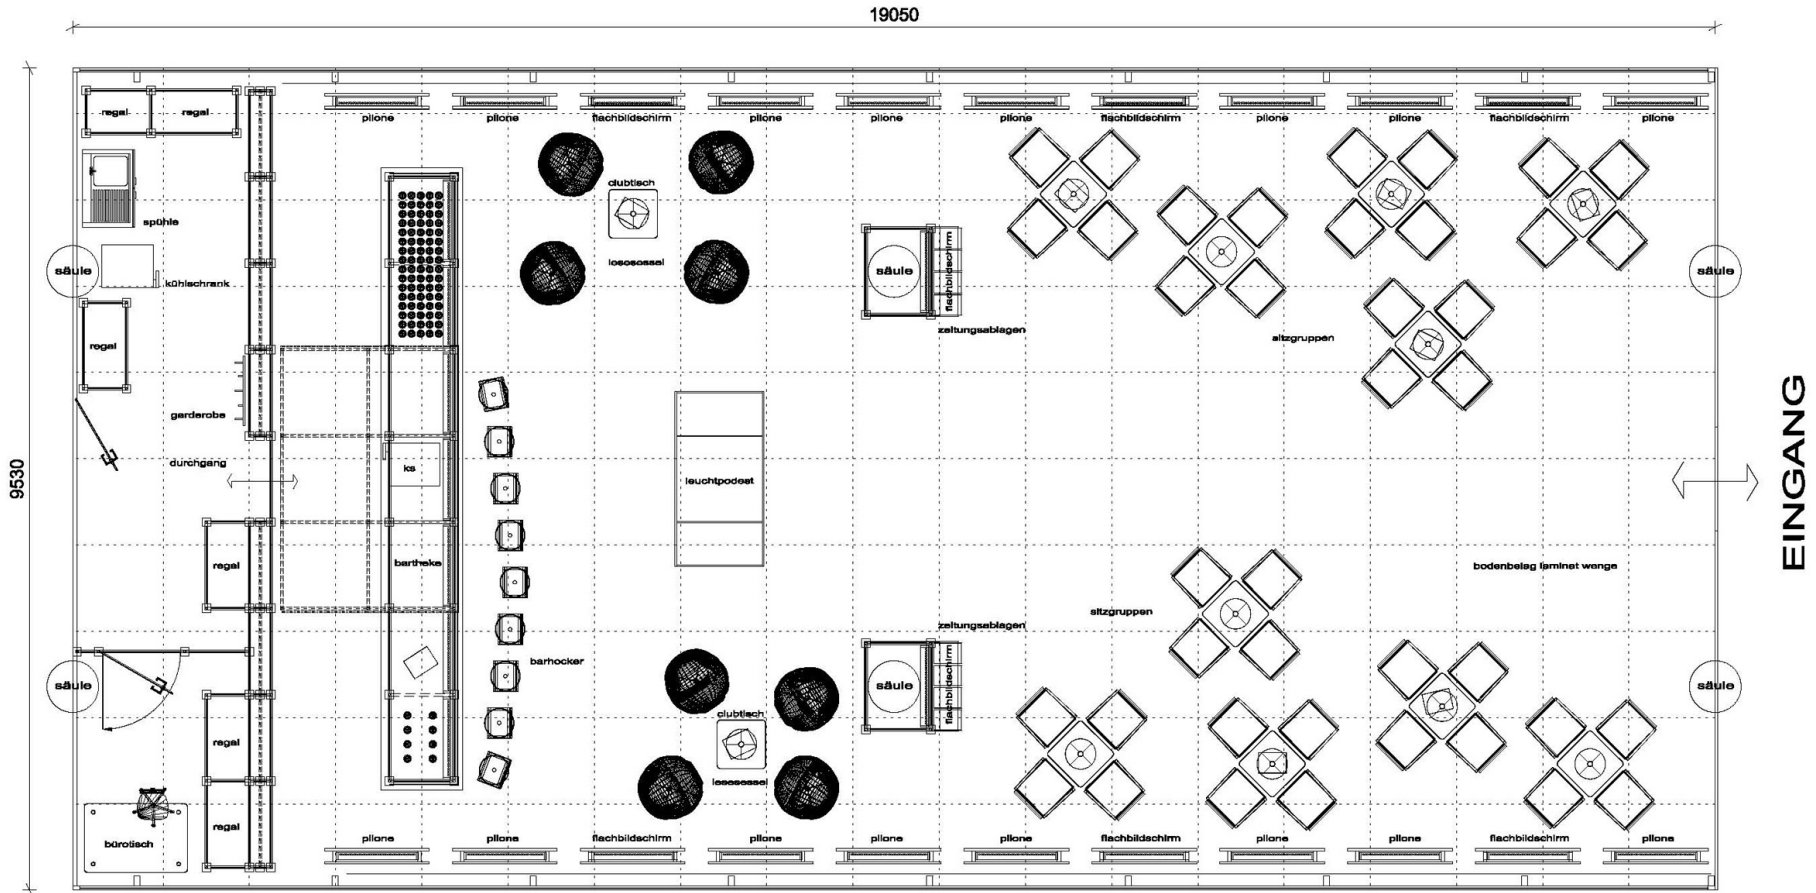 19050
9530
regal
regal
pilone
pilone
flachbildschirm
pilone
pilone
pilone
flachbildschirm
pilone
pilone
flachbildschirm
pilone
clubtisch
spühle
säule
säule
säule
flachbildschirm
lesesessel
kühlschrank
zeitungsablagen
sitzgruppen
regal
garderobe
durchgang
ks
leuchtpodest
EINGANG
regal
bartheke
bodenbelag laminat wenge
sitzgruppen
zeitungsablagen
barhocker
säule
säule
säule
flachbildschirm
clubtisch
regal
lesesessel
regal
bürotisch
pilone
pilone
flachbildschirm
pilone
pilone
pilone
flachbildschirm
pilone
pilone
flachbildschirm
pilone